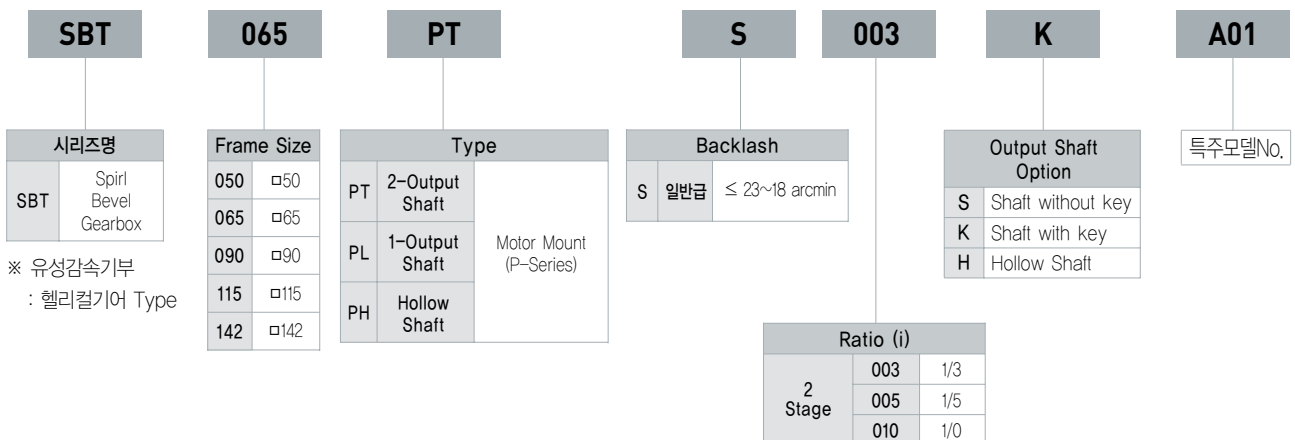 SBT 065 PT S 003 K A01
시리즈명
SBT Spirl
Bevel
Gearbox
※ 유성감속기부
: 헬리컬기어 Type
Frame Size
050 □50
065 □65
090 □90
115 □115
142 □142
Type
PT 2-Output
Shaft
PL 1-Output
Shaft
PH Hollow
Shaft
Motor Mount
(P-Series)
Backlash
S 일반급 ≤ 23~18 arcmin
Ratio (i)
2
Stage
003 1/3
005 1/5
010 1/0
Output Shaft
Option
S Shaft without key
K Shaft with key
H Hollow Shaft
특주모델No.